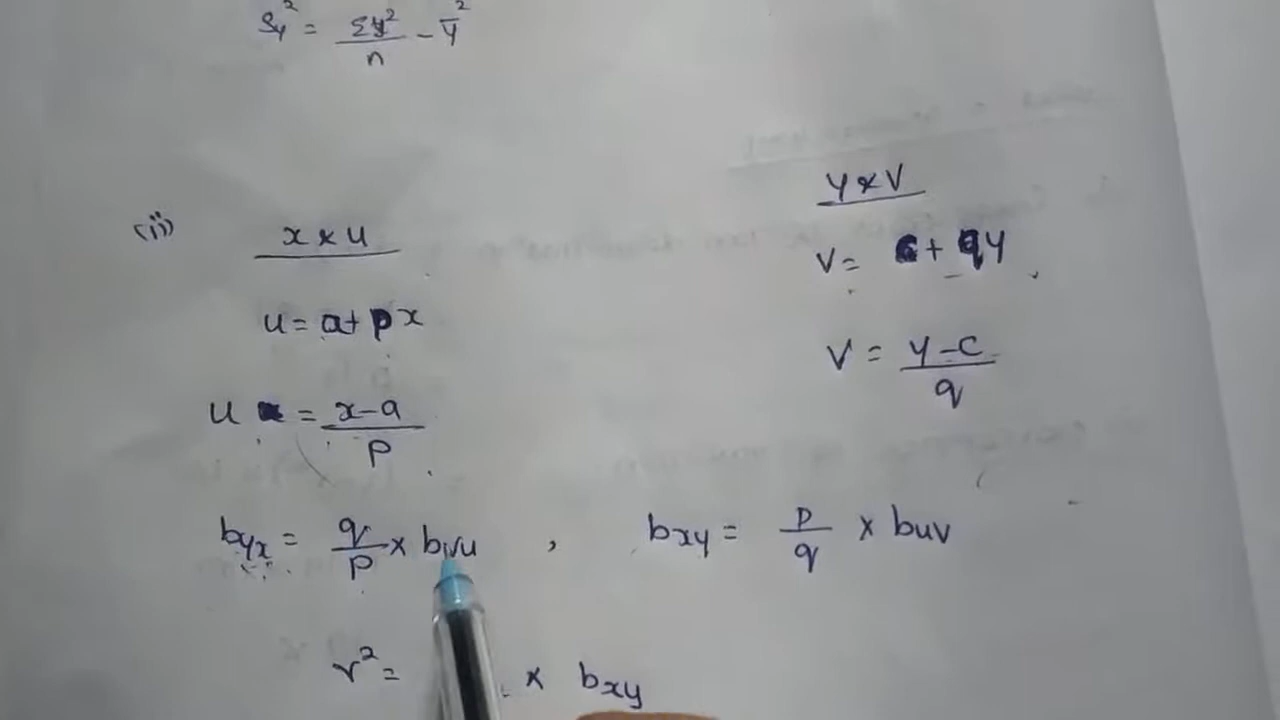 Sy² = Σy²/n - ȳ²
(ii) x & u
y & v
u = a + px
v = c + qy
u = x-a/p
v = y-c/q
byx = q/p × bvu , bxy = p/q × buv
r² = × bxy